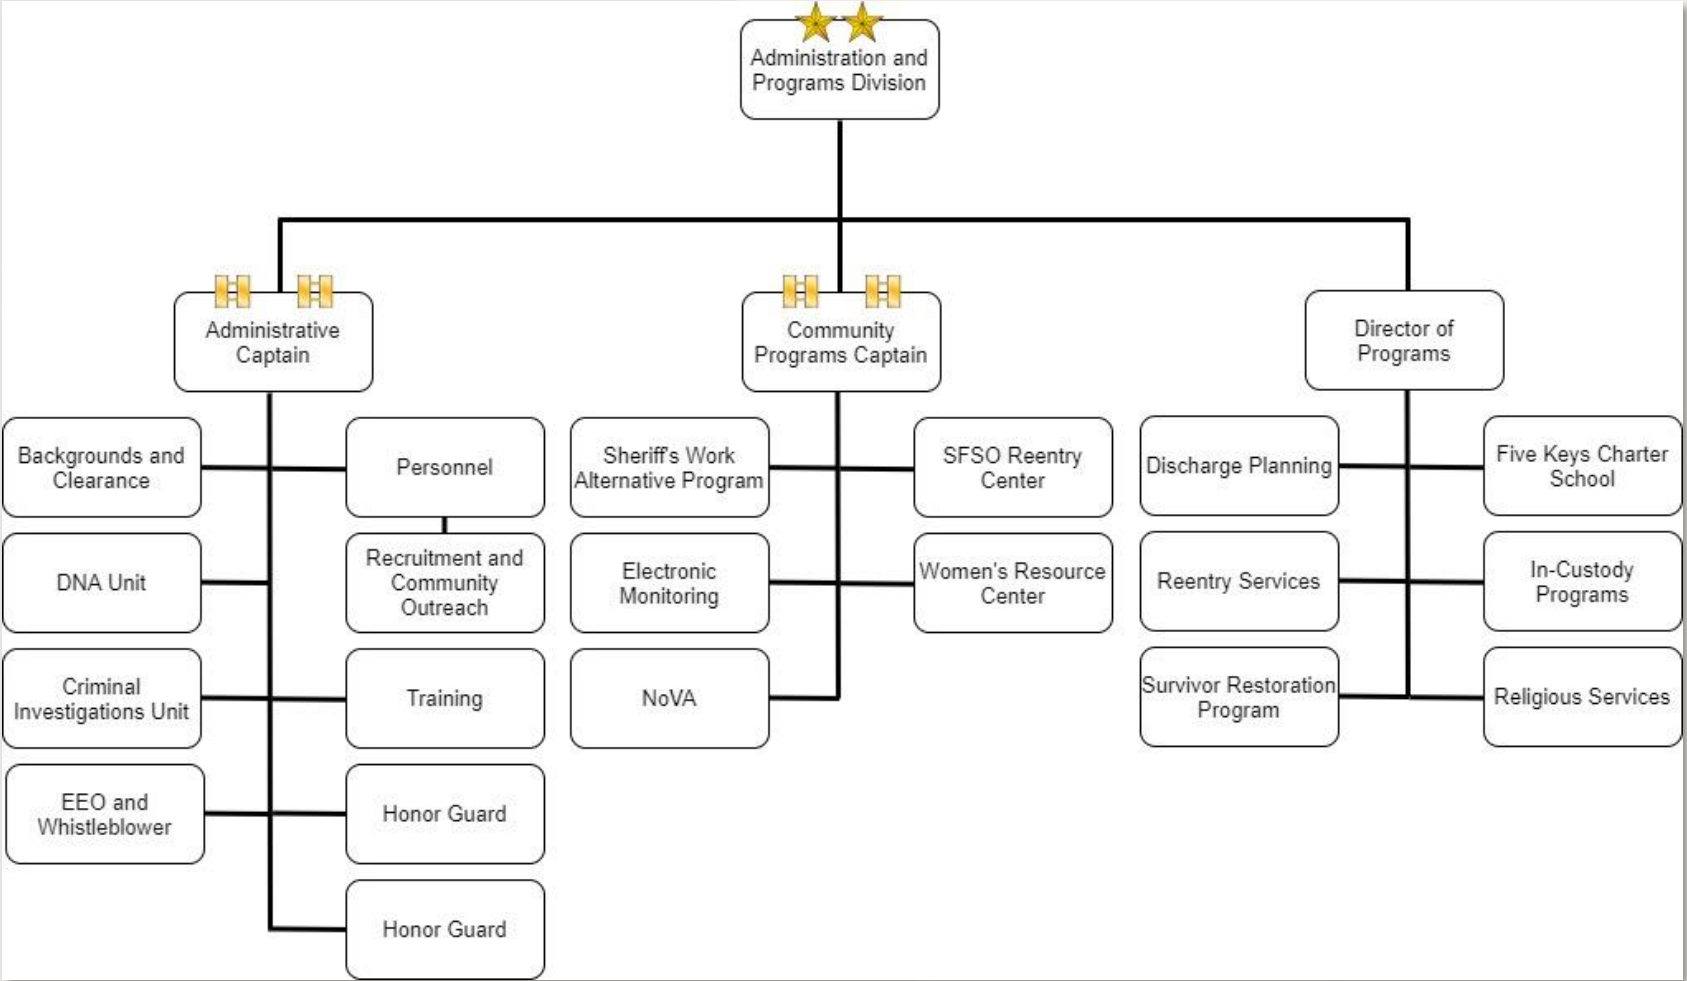 Administration and
Programs Division
Administrative
Captain
Community
Programs Captain
Director of
Programs
Backgrounds and
Clearance
Personnel
Sheriff's Work
Alternative Program
SFSO Reentry
Center
Discharge Planning
Five Keys Charter
School
DNA Unit
Recruitment and
Community
Outreach
Electronic
Monitoring
Women's Resource
Center
Reentry Services
In-Custody
Programs
Criminal
Investigations Unit
Training
NoVA
Survivor Restoration
Program
Religious Services
EEO and
Whistleblower
Honor Guard
Honor Guard